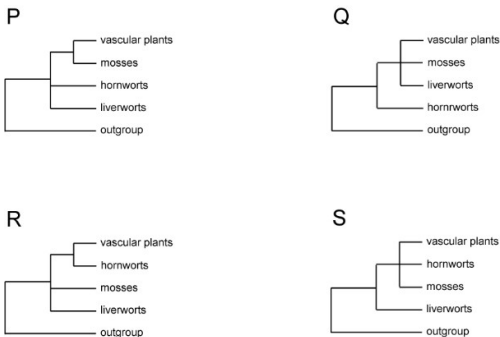 P
vascular plants
mosses
hornworts
liverworts
outgroup
Q
vascular plants
mosses
liverworts
hornrworts
outgroup
R
vascular plants
hornworts
mosses
liverworts
outgroup
S
vascular plants
hornworts
mosses
liverworts
outgroup